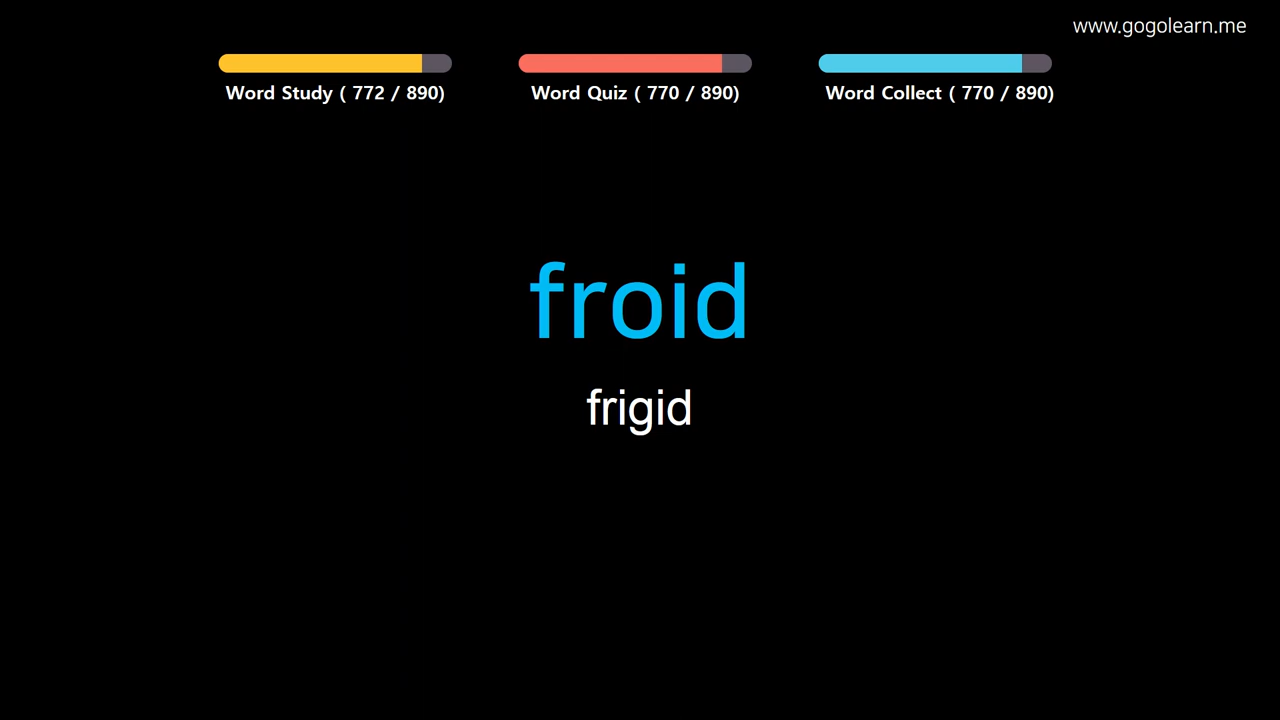 www.gogolearn.me
Word Study ( 772 / 890)
Word Quiz ( 770 / 890)
Word Collect ( 770 / 890)
froid
frigid